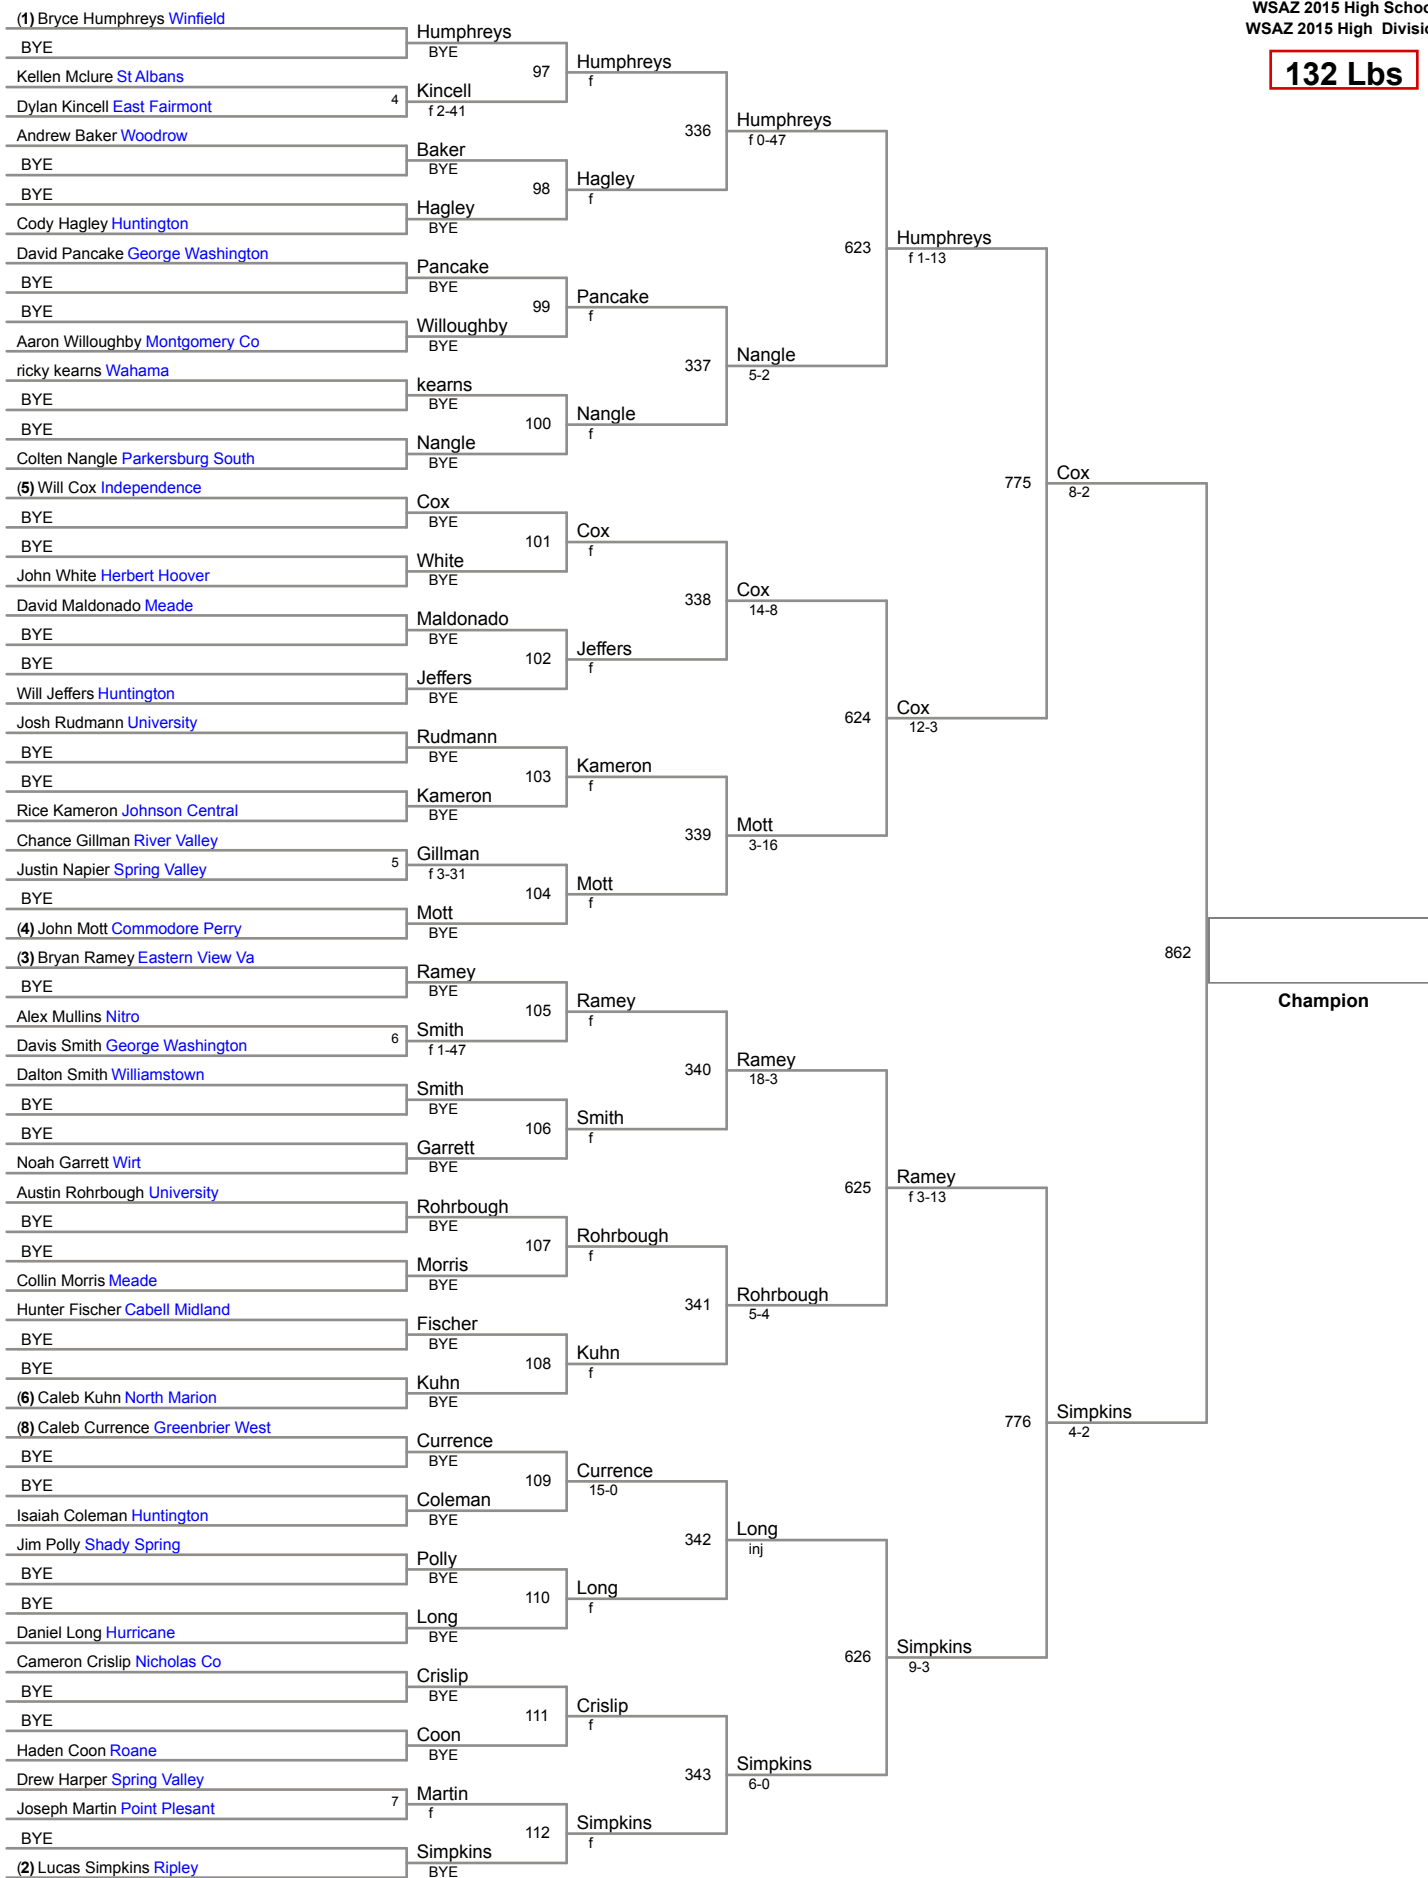 WSAZ 2015 High Schoo
WSAZ 2015 High Divisio
132 Lbs
(1) Bryce Humphreys Winfield
BYE
Kellen Mclure St Albans
Dylan Kincell East Fairmont
Andrew Baker Woodrow
BYE
BYE
Cody Hagley Huntington
David Pancake George Washington
BYE
BYE
Aaron Willoughby Montgomery Co
ricky kearns Wahama
BYE
BYE
Colten Nangle Parkersburg South
(5) Will Cox Independence
BYE
BYE
John White Herbert Hoover
David Maldonado Meade
BYE
BYE
Will Jeffers Huntington
Josh Rudmann University
BYE
BYE
Rice Kameron Johnson Central
Chance Gillman River Valley
Justin Napier Spring Valley
BYE
(4) John Mott Commodore Perry
(3) Bryan Ramey Eastern View Va
BYE
Alex Mullins Nitro
Davis Smith George Washington
Dalton Smith Williamstown
BYE
BYE
Noah Garrett Wirt
Austin Rohrbough University
BYE
BYE
Collin Morris Meade
Hunter Fischer Cabell Midland
BYE
BYE
(6) Caleb Kuhn North Marion
(8) Caleb Currence Greenbrier West
BYE
BYE
Isaiah Coleman Huntington
Jim Polly Shady Spring
BYE
BYE
Daniel Long Hurricane
Cameron Crislip Nicholas Co
BYE
BYE
Haden Coon Roane
Drew Harper Spring Valley
Joseph Martin Point Plesant
BYE
(2) Lucas Simpkins Ripley
4
5
6
7
Humphreys
BYE
Kincell
f 2-41
Baker
BYE
Hagley
BYE
Pancake
BYE
Willoughby
BYE
kearns
BYE
Nangle
BYE
Cox
BYE
White
BYE
Maldonado
BYE
Jeffers
BYE
Rudmann
BYE
Kameron
BYE
Gillman
f 3-31
Mott
BYE
Ramey
BYE
Smith
f 1-47
Smith
BYE
Garrett
BYE
Rohrbough
BYE
Morris
BYE
Fischer
BYE
Kuhn
BYE
Currence
BYE
Coleman
BYE
Polly
BYE
Long
BYE
Crislip
BYE
Coon
BYE
Martin
f
Simpkins
BYE
97
98
99
100
101
102
103
104
105
106
107
108
109
110
111
112
Humphreys
f
Hagley
f
Pancake
f
Nangle
f
Cox
f
Jeffers
f
Kameron
f
Mott
f
Ramey
f
Smith
f
Rohrbough
f
Kuhn
f
Currence
15-0
Long
f
Crislip
f
Simpkins
f
336
337
338
339
340
341
342
343
Humphreys
f 0-47
Nangle
5-2
Cox
14-8
Mott
3-16
Ramey
18-3
Rohrbough
5-4
Long
inj
Simpkins
6-0
623
624
625
626
Humphreys
f 1-13
Cox
12-3
Ramey
f 3-13
Simpkins
9-3
775
776
Cox
8-2
Simpkins
4-2
862
Champion